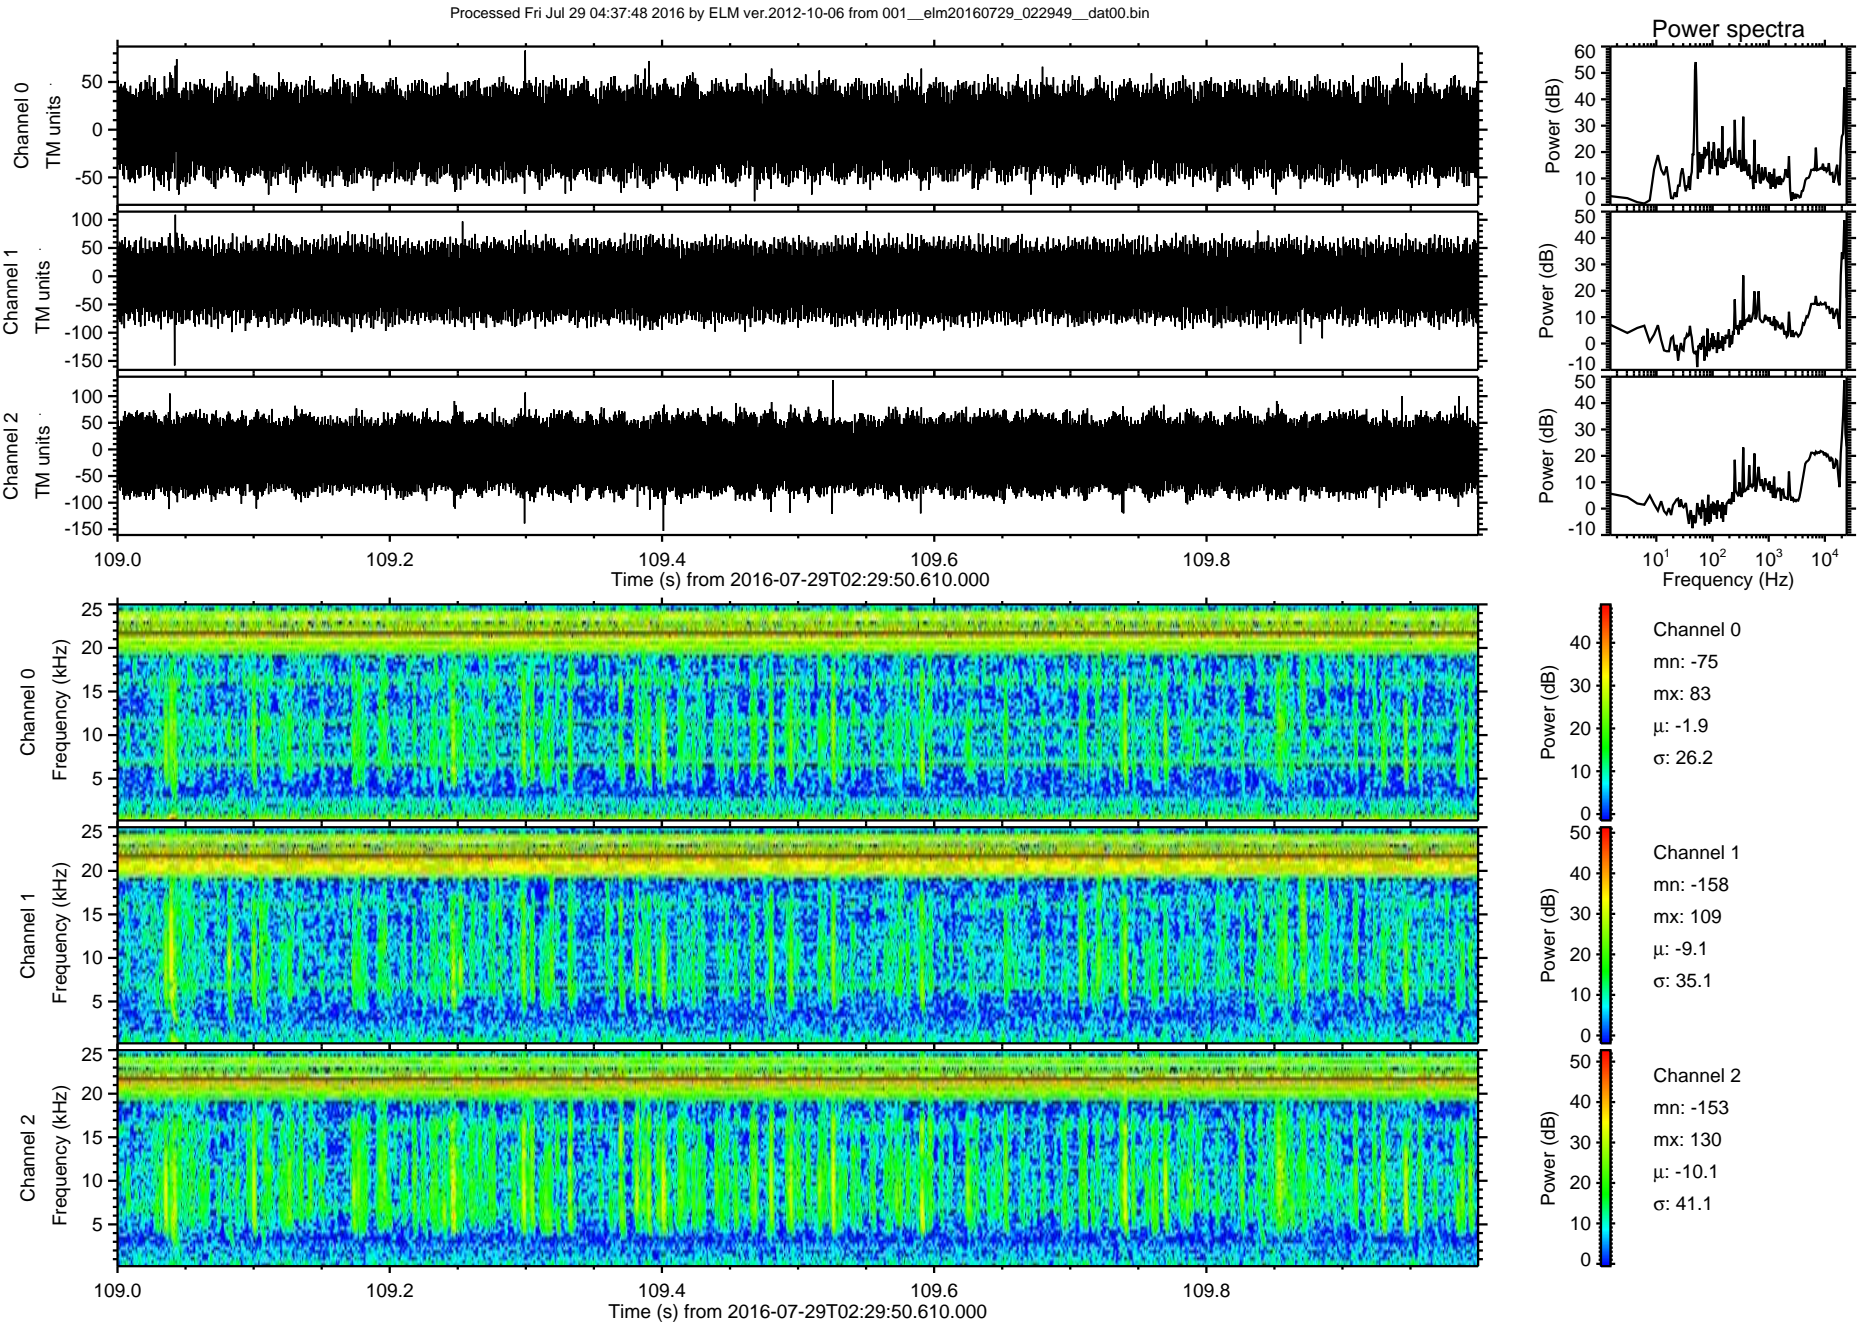 Processed Fri Jul 29 04:37:48 2016 by ELM ver.2012-10-06 from 001__elm20160729_022949__dat00.bin
Power spectra
Channel 0
TM units
50
0
-50
Power (dB)
60
50
40
30
20
10
0
Channel 1
TM units
100
50
0
-50
-100
-150
Power (dB)
50
40
30
20
10
0
-10
Channel 2
TM units
100
50
0
-50
-100
-150
Power (dB)
50
40
30
20
10
0
-10
109.0 109.2 109.4 109.6 109.8
Time (s) from 2016-07-29T02:29:50.610.000
10^1 10^2 10^3 10^4
Frequency (Hz)
Channel 0
Frequency (kHz)
25
20
15
10
5
Power (dB)
40
30
20
10
0
Channel 0
mn: -75
mx: 83
μ: -1.9
σ: 26.2
Channel 1
Frequency (kHz)
25
20
15
10
5
Power (dB)
50
40
30
20
10
0
Channel 1
mn: -158
mx: 109
μ: -9.1
σ: 35.1
Channel 2
Frequency (kHz)
25
20
15
10
5
Power (dB)
50
40
30
20
10
0
Channel 2
mn: -153
mx: 130
μ: -10.1
σ: 41.1
109.0 109.2 109.4 109.6 109.8
Time (s) from 2016-07-29T02:29:50.610.000